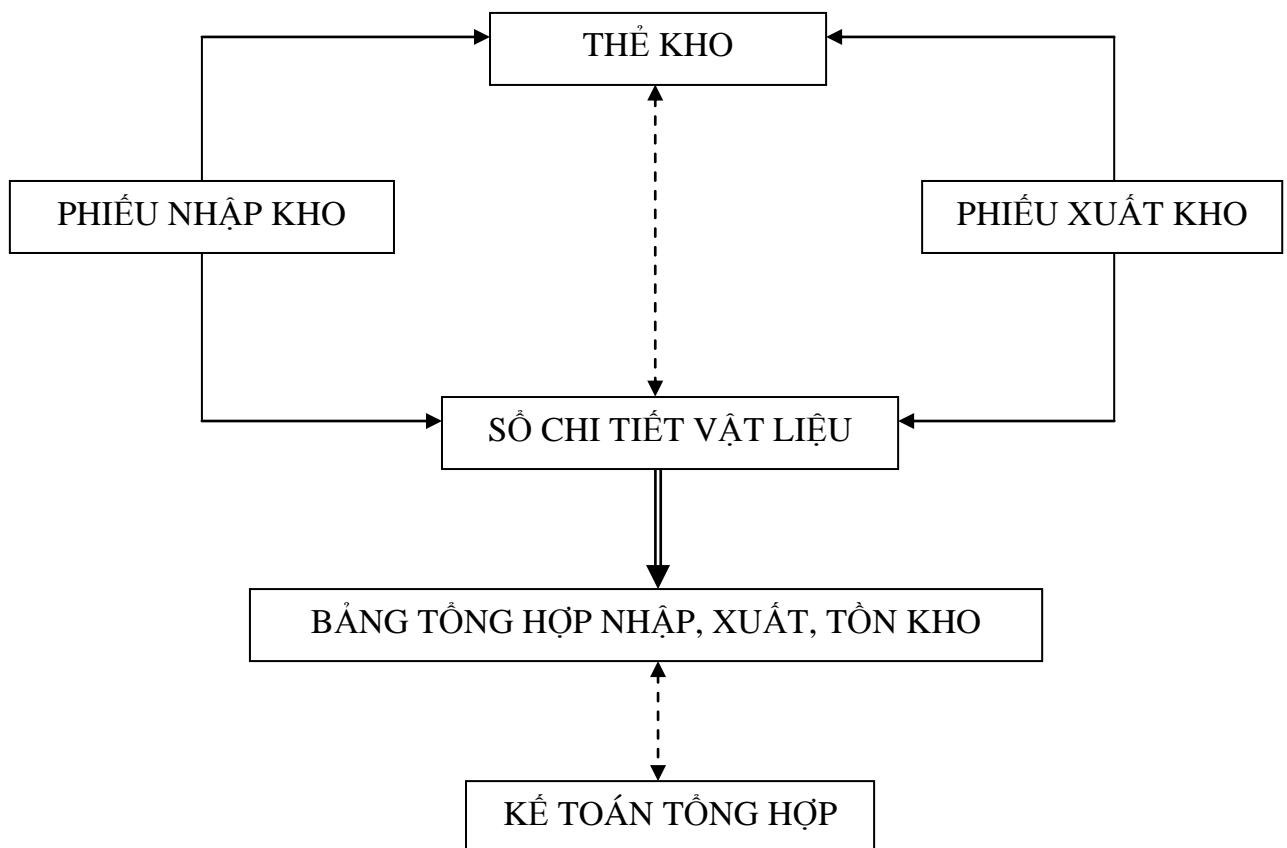 THẺ KHO
PHIẾU NHẬP KHO
PHIẾU XUẤT KHO
SỔ CHI TIẾT VẬT LIỆU
BẢNG TỔNG HỢP NHẬP, XUẤT, TỒN KHO
KẾ TOÁN TỔNG HỢP